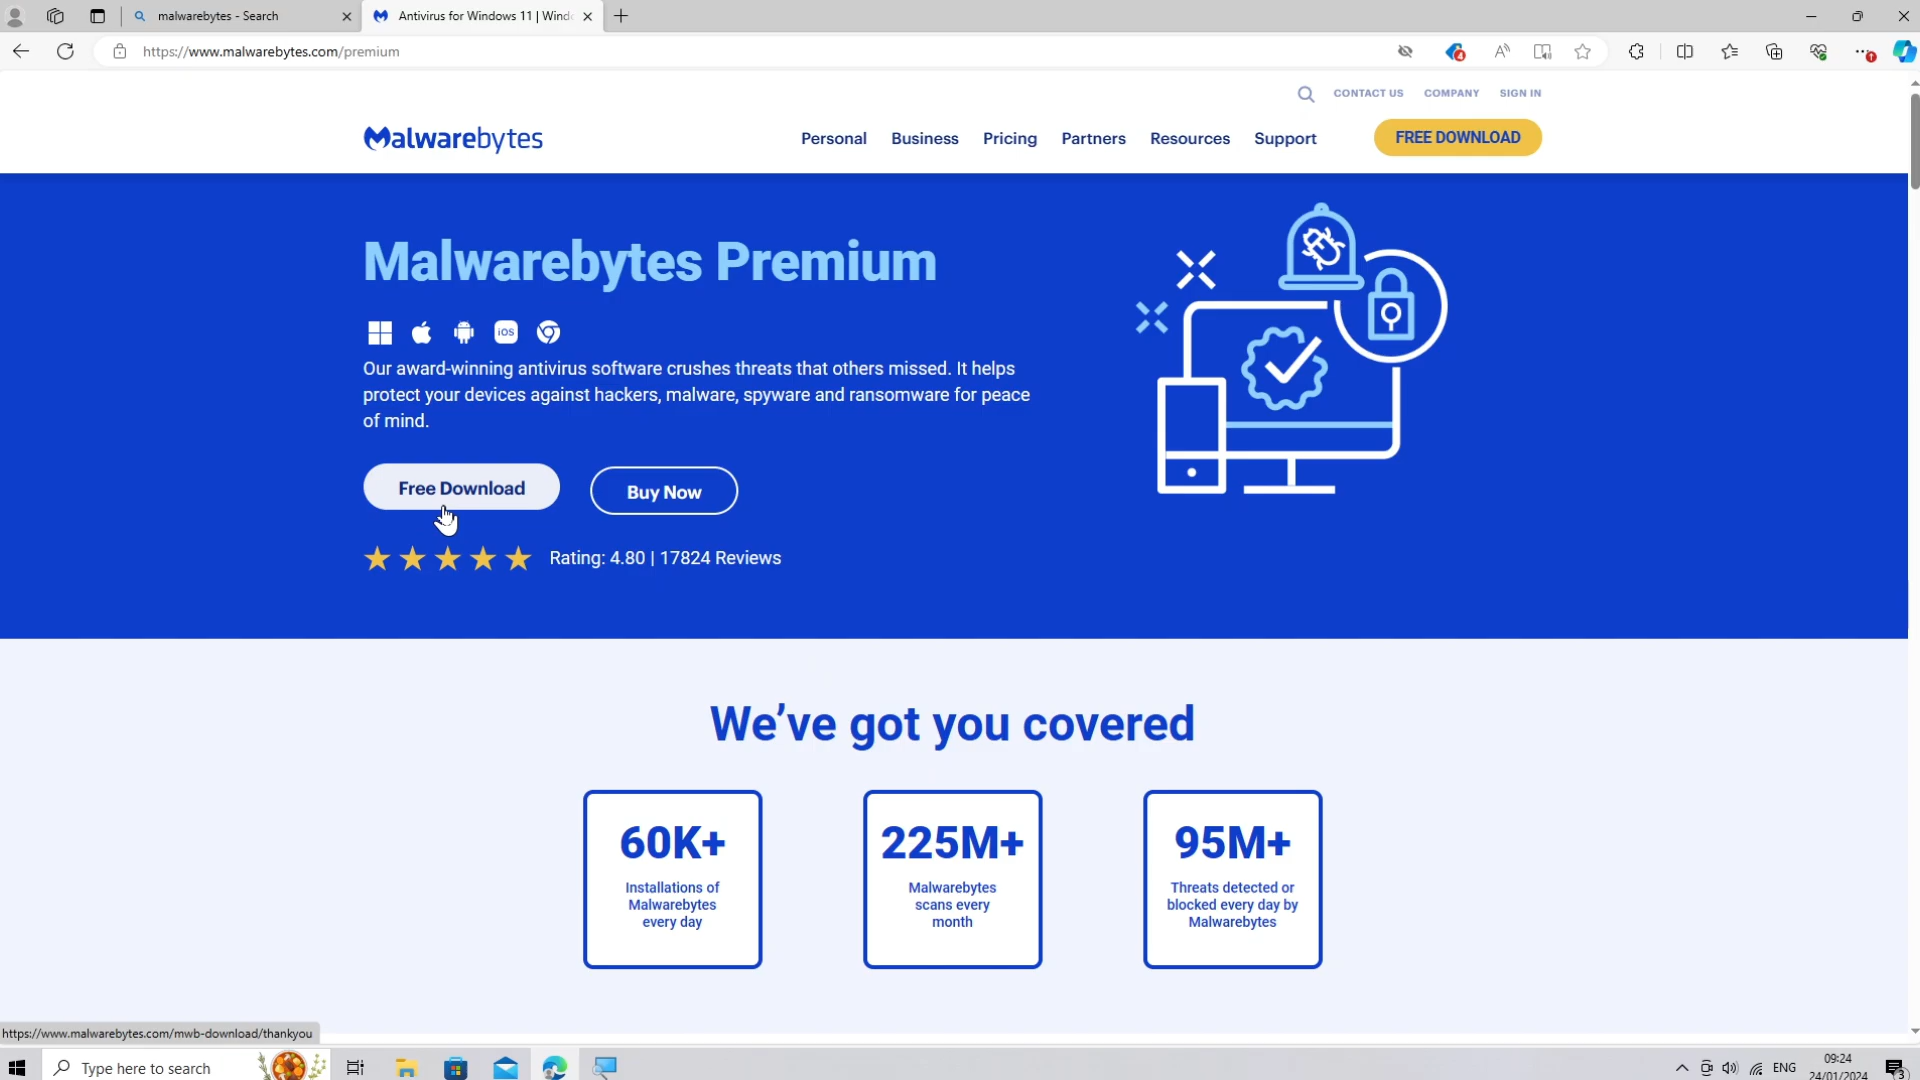 malwarebytes - Search
Antivirus for Windows 11 | Wind
https://www.malwarebytes.com/premium
4
CONTACT US COMPANY SIGN IN
Malwarebytes
Personal Business Pricing Partners Resources Support
FREE DOWNLOAD
Malwarebytes Premium
iOS
Our award-winning antivirus software crushes threats that others missed. It helps
protect your devices against hackers, malware, spyware and ransomware for peace
of mind.
Free Download
Buy Now
Rating: 4.80 | 17824 Reviews
We’ve got you covered
60K+
Installations of
Malwarebytes
every day
225M+
Malwarebytes
scans every
month
95M+
Threats detected or
blocked every day by
Malwarebytes
https://www.malwarebytes.com/mwb-download/thankyou
Type here to search
ENG
09:24
24/01/2024
3